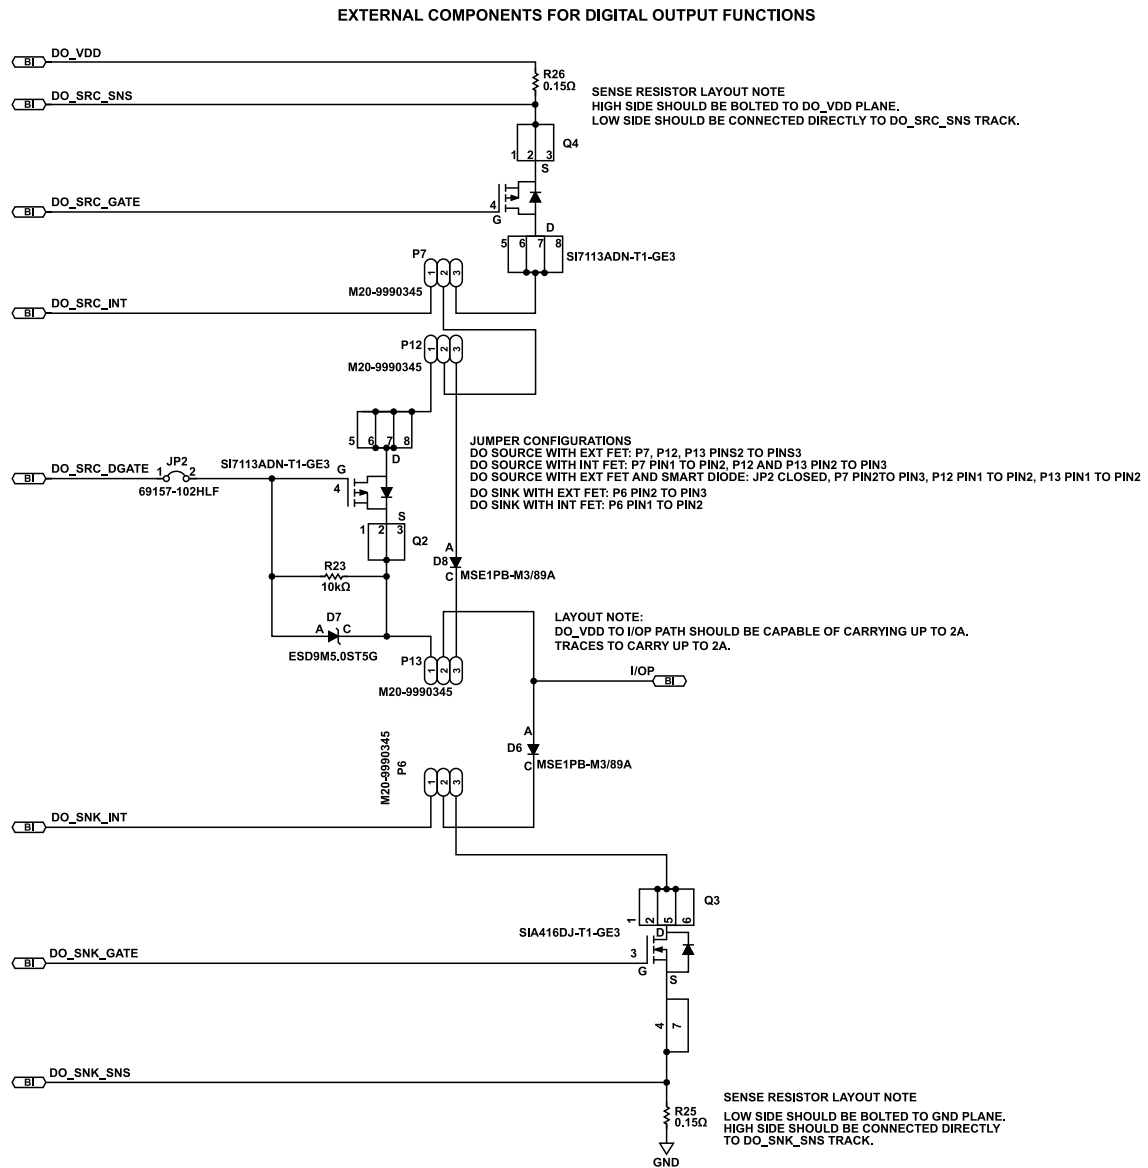 EXTERNAL COMPONENTS FOR DIGITAL OUTPUT FUNCTIONS
BI DO_VDD
R26
0.15Ω
BI DO_SRC_SNS
SENSE RESISTOR LAYOUT NOTE
HIGH SIDE SHOULD BE BOLTED TO DO_VDD PLANE.
LOW SIDE SHOULD BE CONNECTED DIRECTLY TO DO_SRC_SNS TRACK.
Q4
1 2 3
S
BI DO_SRC_GATE
4
G
D
5 6 7 8
SI7113ADN-T1-GE3
P7
1 2 3
M20-9990345
BI DO_SRC_INT
P12
1 2 3
M20-9990345
5 6 7 8
D
JUMPER CONFIGURATIONS
DO SOURCE WITH EXT FET: P7, P12, P13 PINS2 TO PINS3
DO SOURCE WITH INT FET: P7 PIN1 TO PIN2, P12 AND P13 PIN2 TO PIN3
DO SOURCE WITH EXT FET AND SMART DIODE: JP2 CLOSED, P7 PIN2TO PIN3, P12 PIN1 TO PIN2, P13 PIN1 TO PIN2
DO SINK WITH EXT FET: P6 PIN2 TO PIN3
DO SINK WITH INT FET: P6 PIN1 TO PIN2
BI DO_SRC_DGATE
JP2
1 2
69157-102HLF
SI7113ADN-T1-GE3
G
4
S
1 2 3
Q2
A
D8
C MSE1PB-M3/89A
R23
10kΩ
D7
A C
ESD9M5.0ST5G
LAYOUT NOTE:
DO_VDD TO I/OP PATH SHOULD BE CAPABLE OF CARRYING UP TO 2A.
TRACES TO CARRY UP TO 2A.
P13
1 2 3
M20-9990345
I/OP
BI
A
D6
C MSE1PB-M3/89A
M20-9990345
P6
1 2 3
BI DO_SNK_INT
Q3
1 2 5 6
SIA416DJ-T1-GE3
D
BI DO_SNK_GATE
3
G
S
4 7
BI DO_SNK_SNS
R25
0.15Ω
GND
SENSE RESISTOR LAYOUT NOTE
LOW SIDE SHOULD BE BOLTED TO GND PLANE.
HIGH SIDE SHOULD BE CONNECTED DIRECTLY
TO DO_SNK_SNS TRACK.